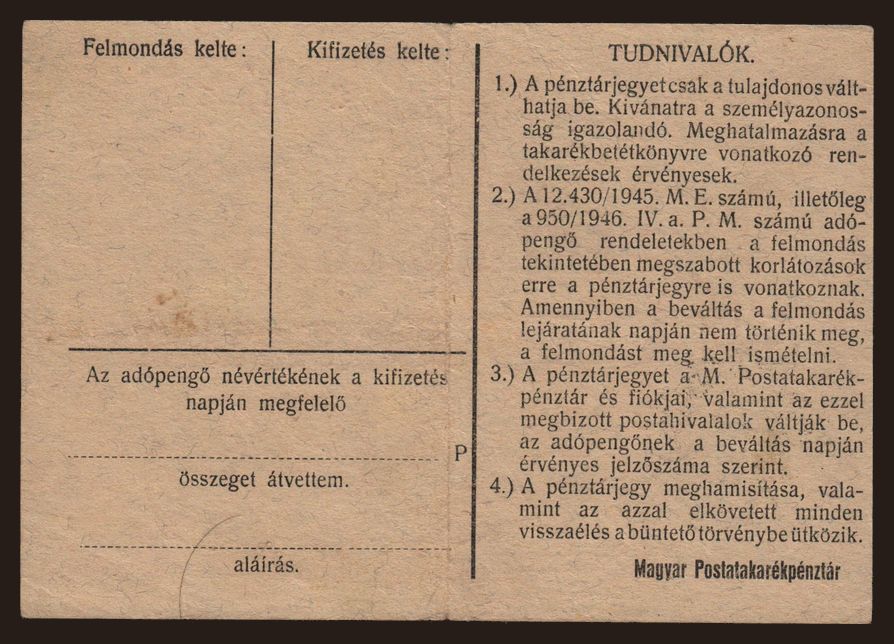 Felmondás kelte:
Kifizetés kelte:
Az adópengő névértékének a kifizetés
napján megfelelő
P
összeget átvettem.
aláírás.
TUDNIVALÓK.
1.) A pénztárjegyet csak a tulajdonos vált-
hatja be. Kivánatra a személyazonos-
ság igazolandó. Meghatalmazásra a
takarékbetétkönyvre vonatkozó ren-
delkezések érvényesek.
2.) A 12.430/1945. M. E. számú, illetőleg
a 950/1946. IV. a. P. M. számú adó-
pengő rendeletekben a felmondás
tekintetében megszabott korlátozások
erre a pénztárjegyre is vonatkoznak.
Amennyiben a beváltás a felmondás
lejáratának napján nem történik meg,
a felmondást meg kell ismételni.
3.) A pénztárjegyet a M. Postatakarék-
pénztár és fiókjai, valamint az ezzel
megbizott postahivalalok váltják be,
az adópengőnek a beváltás napján
érvényes jelzőszáma szerint.
4.) A pénztárjegy meghamisítása, vala-
mint az azzal elkövetett minden
visszaélés a büntető törvénybe ütközik.
Magyar Postatakarékpénztár